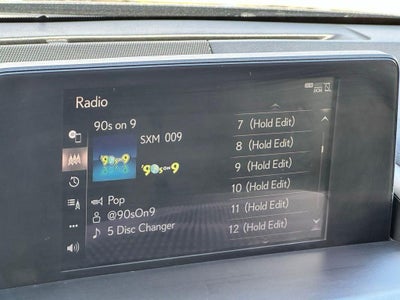 Radio
90s on 9
SXM 009
'90s ON 9
Pop
@90sOn9
5 Disc Changer
7 (Hold Edit)
8 (Hold Edit)
9 (Hold Edit)
10 (Hold Edit)
11 (Hold Edit)
12 (Hold Edit)